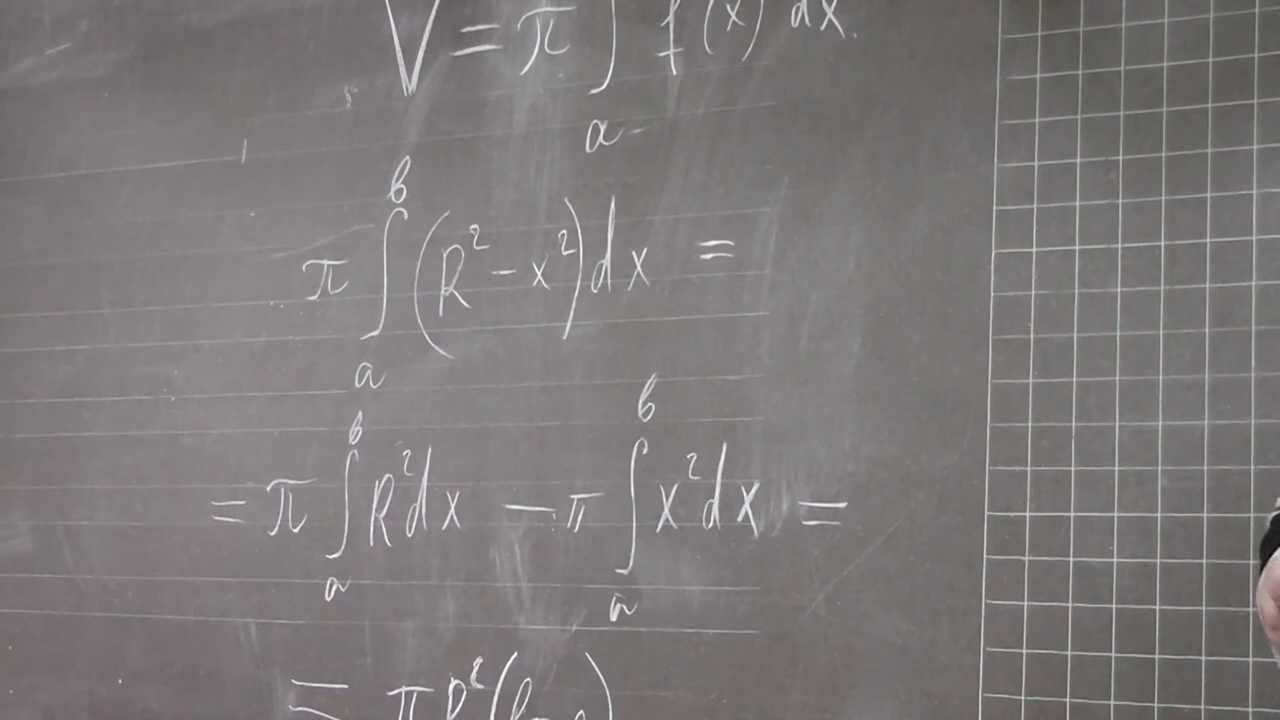 V = π ∫ f(x) dx
a
b
π ∫ (R² - x²) dx =
a
b b
= π ∫ R² dx - π ∫ x² dx =
a a
= π R² (b - a)